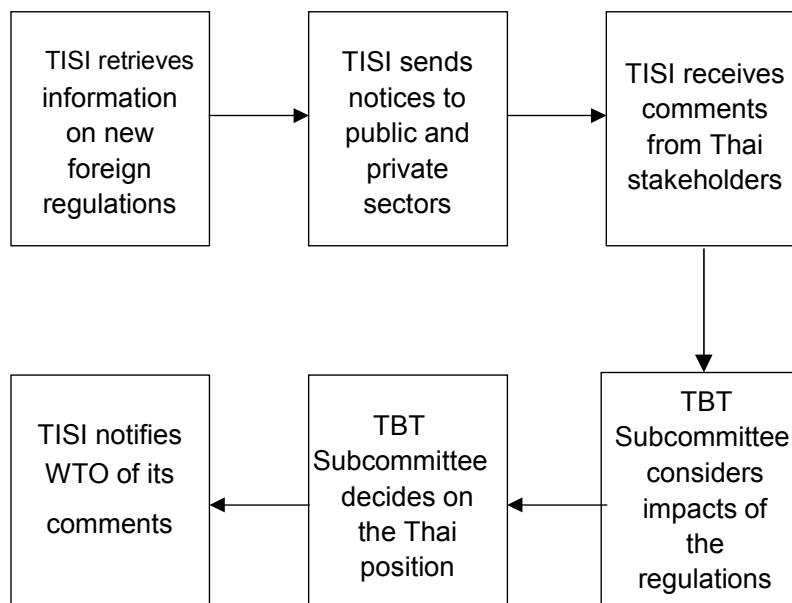 TISI retrieves
information
on new
foreign
regulations
TISI sends
notices to
public and
private
sectors
TISI receives
comments
from Thai
stakeholders
TBT
Subcommittee
considers
impacts of
the
regulations
TBT
Subcommittee
decides on
the Thai
position
TISI notifies
WTO of its
comments